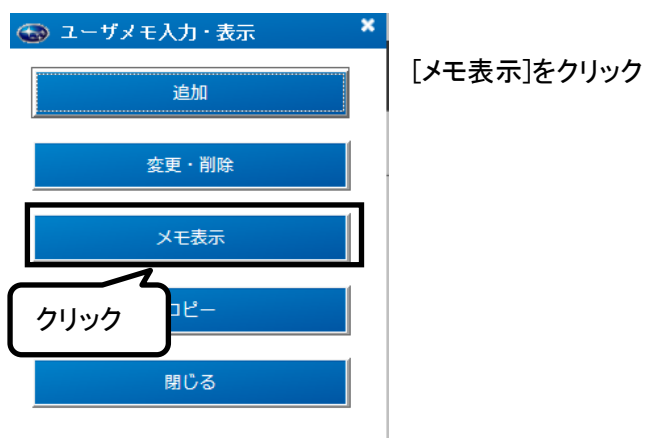 ユーザメモ入力・表示
[メモ表示]をクリック
追加
変更・削除
メモ表示
クリック
コピー
閉じる